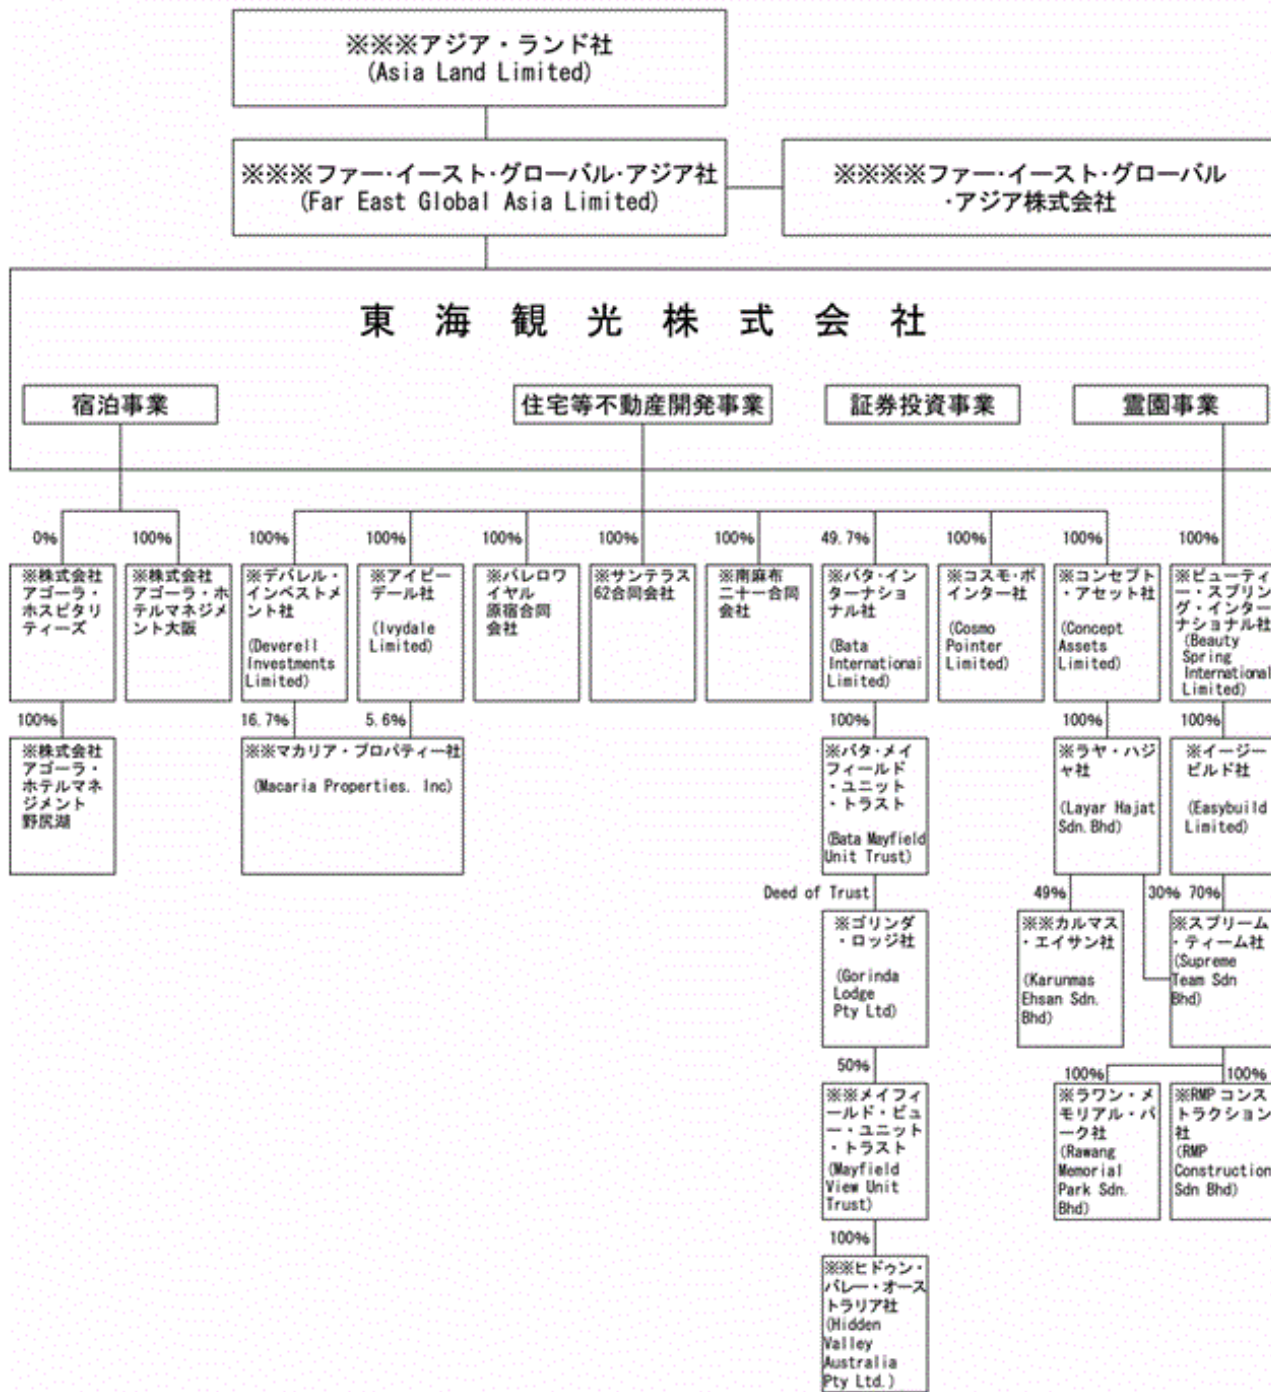 ※※※アジア・ランド社
(Asia Land Limited)
※※※ファー・イースト・グローバル・アジア社
(Far East Global Asia Limited)
※※※※ファー・イースト・グローバル
・アジア株式会社
東海観光株式会社
宿泊事業
住宅等不動産開発事業
証券投資事業
霊園事業
0%
100%
100%
100%
100%
100%
100%
49.7%
100%
100%
100%
※株式会社
アゴーラ・
ホスピタリ
ティーズ
※株式会社
アゴーラ・ホ
テルマネジメ
ント大阪
※デバレル・
インベストメ
ント社
(Deverell
Investments
Limited)
※アイビー
デール社
(Ivydale
Limited)
※パレロワ
イヤル
原宿合同
会社
※サンテラス
62合同会社
※南麻布
二十一合同
会社
※バタ・イン
ターナショ
ナル社
(Bata
International
Limited)
※コスモ・ポ
インター社
(Cosmo
Pointer
Limited)
※コンセプト
・アセット社
(Concept
Assets
Limited)
※ビューティ
ー・スプリン
グ・インター
ナショナル社
(Beauty
Spring
International
Limited)
100%
16.7%
5.6%
100%
100%
100%
※株式会社
アゴーラ・
ホテルマネ
ジメント
野尻湖
※※マカリア・プロパティー社
(Macaria Properties. Inc)
※バタ・メイ
フィールド
・ユニット
・トラスト
(Bata Mayfield
Unit Trust)
※ラヤ・ハジ
ャ社
(Layar Hajat
Sdn.Bhd)
※イージー
ビルド社
(Easybuild
Limited)
Deed of Trust
49%
30%
70%
※ゴリンダ
・ロッジ社
(Gorinda
Lodge
Pty Ltd)
※※カルマス
・エイサン社
(Karunmas
Ehsan Sdn.
Bhd)
※スプリーム
・ティーム社
(Supreme
Team Sdn
Bhd)
50%
100%
100%
※※メイフィ
ールド・ビュ
ー・ユニット
・トラスト
(Mayfield
View Unit
Trust)
※ラワン・メ
モリアル・パ
ーク社
(Rawang
Memorial
Park Sdn.
Bhd)
※RMPコンス
トラクション
社
(RMP
Construction
Sdn Bhd)
100%
※※ヒドゥン・
バレー・オース
トラリア社
(Hidden
Valley
Australia
Pty Ltd.)